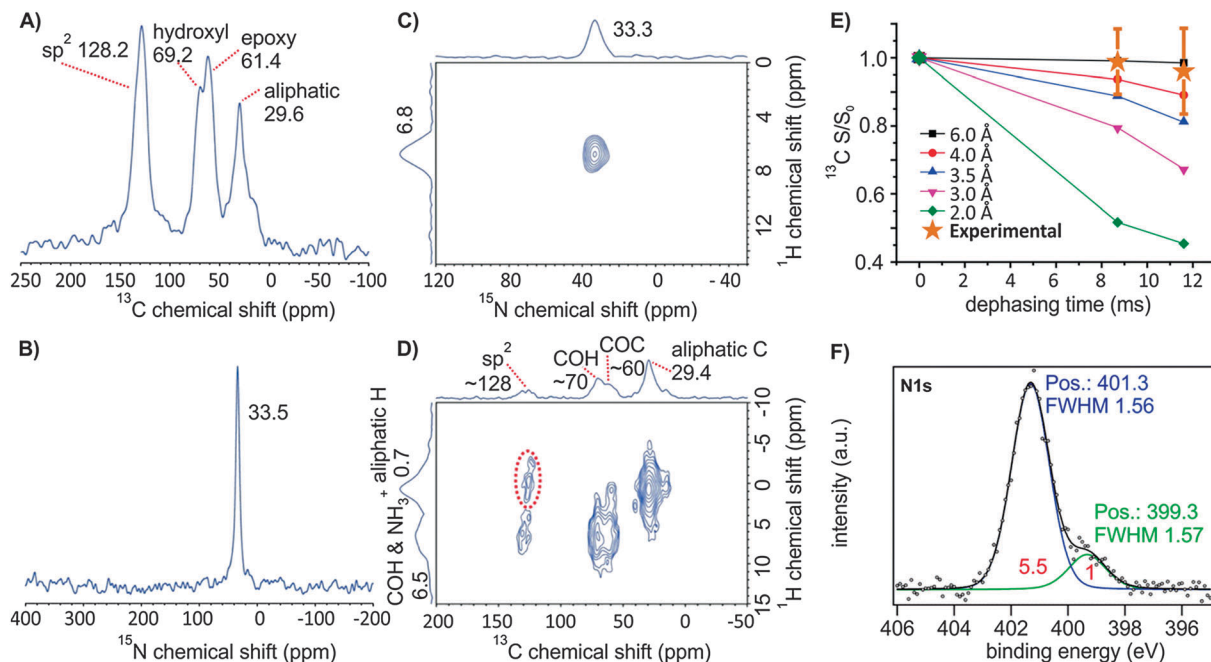 A)
sp² 128.2
hydroxyl
69.2
epoxy
61.4
aliphatic
29.6
250 200 150 100 50 0 -50 -100
¹³C chemical shift (ppm)
B)
33.5
400 300 200 100 0 -100 -200
¹⁵N chemical shift (ppm)
C)
33.3
6.8
0
4
8
12
¹H chemical shift (ppm)
120 80 40 0 -40
¹⁵N chemical shift (ppm)
D)
sp²
~128
COH
~70
COC
~60
aliphatic C
29.4
COH & NH₃⁺ aliphatic H
6.5 0.7
-10
-5
0
5
10
15
¹H chemical shift (ppm)
200 150 100 50 0 -50
¹³C chemical shift (ppm)
E)
¹³C S/S₀
1.0
0.8
0.6
0.4
6.0 Å
4.0 Å
3.5 Å
3.0 Å
2.0 Å
Experimental
0 2 4 6 8 10 12
dephasing time (ms)
F)
N1s
Pos.: 401.3
FWHM 1.56
Pos.: 399.3
FWHM 1.57
5.5
1
intensity (a.u.)
406 404 402 400 398 396
binding energy (eV)